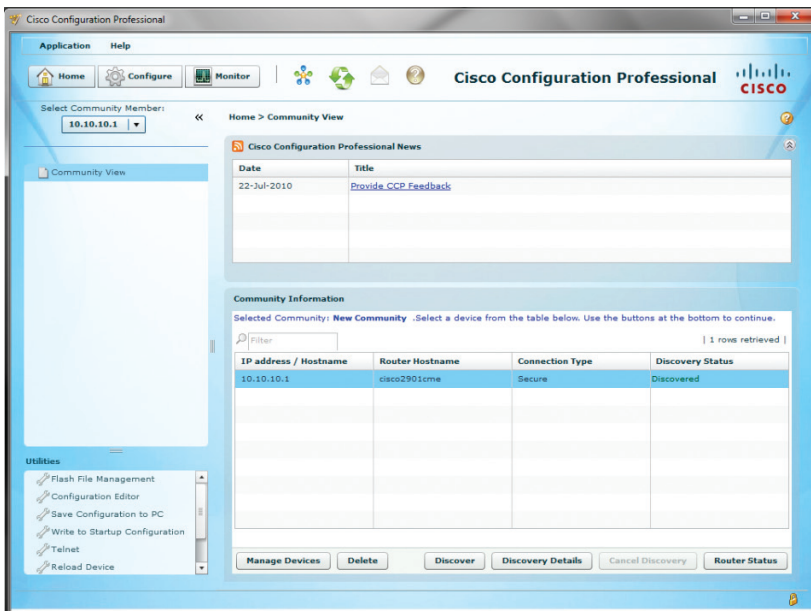 Cisco Configuration Professional
Application Help
Home Configure Monitor Cisco Configuration Professional CISCO
Select Community Member:
10.10.10.1
Home > Community View
Community View
Cisco Configuration Professional News
Date Title
22-Jul-2010 Provide CCP Feedback
Community Information
Selected Community: New Community .Select a device from the table below. Use the buttons at the bottom to continue.
Filter | 1 rows retrieved |
IP address / Hostname Router Hostname Connection Type Discovery Status
10.10.10.1 cisco2901cme Secure Discovered
Utilities
Flash File Management
Configuration Editor
Save Configuration to PC
Write to Startup Configuration
Telnet
Reload Device
Manage Devices Delete Discover Discovery Details Cancel Discovery Router Status